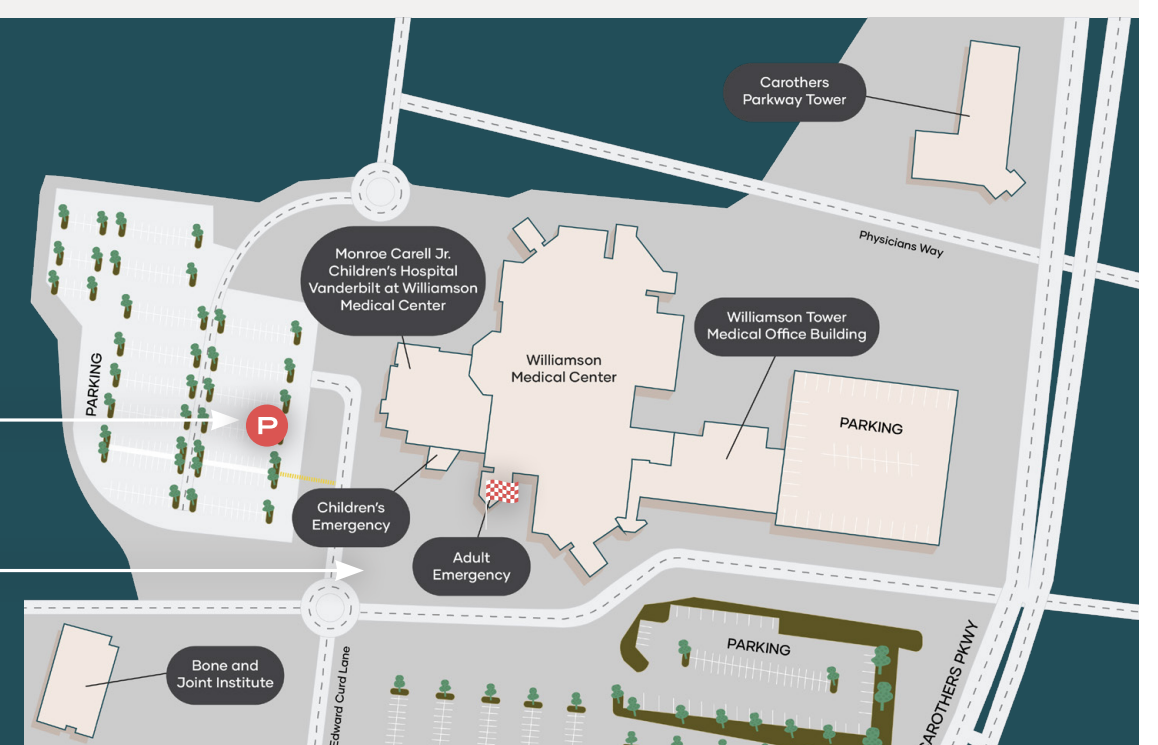 Carothers
Parkway Tower
Physicians Way
Monroe Carell Jr.
Children's Hospital
Vanderbilt at Williamson
Medical Center
Williamson Tower
Medical Office Building
Williamson
Medical Center
PARKING
P
PARKING
Children's
Emergency
Adult
Emergency
Bone and
Joint Institute
Edward Curd Lane
PARKING
CAROTHERS PKWY